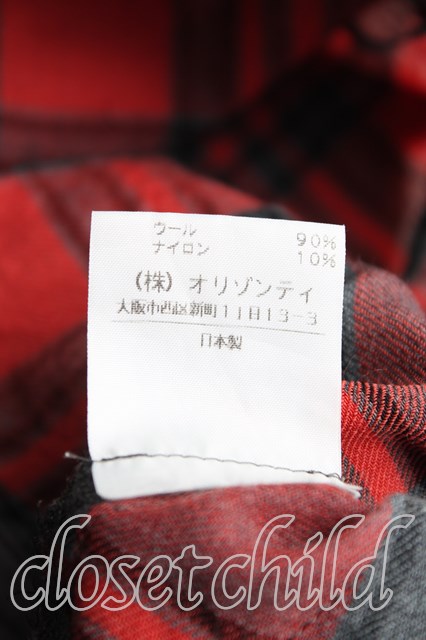 ウール 90%
ナイロン 10%
(株) オリゾンティ
大阪市西区新町1丁目13-3
日本製
closet child